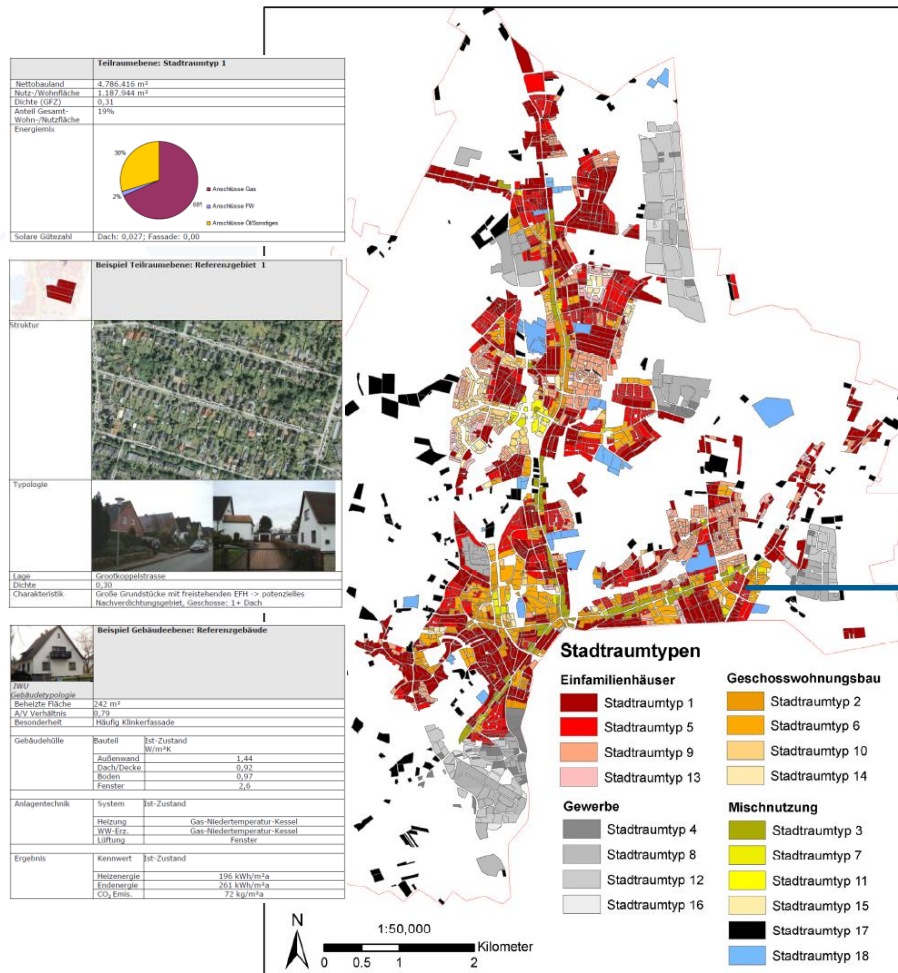 Teilraumebene: Stadtraumtyp 1
Nettobauland 4.786.416 m²
Nutz-/Wohnfläche 1.187.944 m²
Dichte (GFZ) 0,31
Anteil Gesamt-
Wohn-/Nutzfläche 19%
Energiemix
30%
2%
68%
Anschlüsse Gas
Anschlüsse FW
Anschlüsse Öl/Sonstiges
Solare Gütezahl Dach: 0,027; Fassade: 0,00
Beispiel Teilraumebene: Referenzgebiet 1
Struktur
Typologie
Lage Grootkoppelstrasse
Dichte 0,30
Charakteristik Große Grundstücke mit freistehenden EFH -> potenzielles
Nachverdichtungsgebiet, Geschosse: 1+ Dach
Beispiel Gebäudeebene: Referenzgebäude
IWU
Gebäudetypologie
Beheizte Fläche 242 m²
A/V Verhältnis 0,79
Besonderheit Häufig Klinkerfassade
Gebäudehülle Bauteil Ist-Zustand
W/m²K
Außenwand 1,44
Dach/Decke 0,92
Boden 0,97
Fenster 2,6
Anlagentechnik System Ist-Zustand
Heizung Gas-Niedertemperatur-Kessel
WW-Erz. Gas-Niedertemperatur-Kessel
Lüftung Fenster
Ergebnis Kennwert Ist-Zustand
Heizenergie 196 kWh/m²a
Endenergie 261 kWh/m²a
CO₂ Emis. 72 kg/m²a
Stadtraumtypen
Einfamilienhäuser
Stadtraumtyp 1
Stadtraumtyp 5
Stadtraumtyp 9
Stadtraumtyp 13
Geschosswohnungsbau
Stadtraumtyp 2
Stadtraumtyp 6
Stadtraumtyp 10
Stadtraumtyp 14
Gewerbe
Stadtraumtyp 4
Stadtraumtyp 8
Stadtraumtyp 12
Stadtraumtyp 16
Mischnutzung
Stadtraumtyp 3
Stadtraumtyp 7
Stadtraumtyp 11
Stadtraumtyp 15
Stadtraumtyp 17
Stadtraumtyp 18
N
1:50,000
Kilometer
0 0.5 1 2